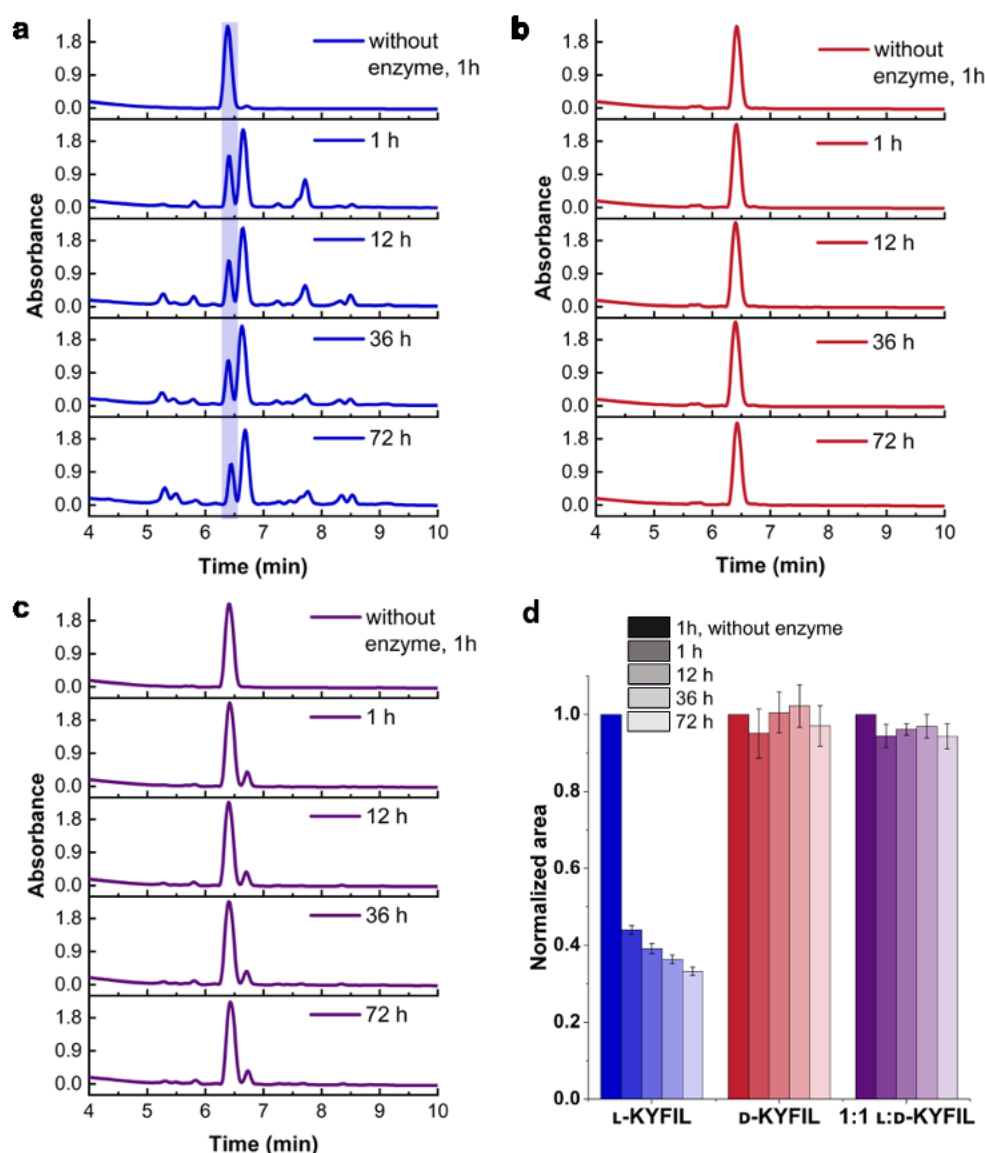 a
without
enzyme, 1h
1.8
0.9
0.0
1 h
1.8
0.9
0.0
12 h
1.8
0.9
0.0
36 h
1.8
0.9
0.0
72 h
1.8
0.9
0.0
Absorbance
4 5 6 7 8 9 10
Time (min)
b
without
enzyme, 1h
1.8
0.9
0.0
1 h
1.8
0.9
0.0
12 h
1.8
0.9
0.0
36 h
1.8
0.9
0.0
72 h
1.8
0.9
0.0
Absorbance
4 5 6 7 8 9 10
Time (min)
c
without
enzyme, 1h
1.8
0.9
0.0
1 h
1.8
0.9
0.0
12 h
1.8
0.9
0.0
36 h
1.8
0.9
0.0
72 h
1.8
0.9
0.0
Absorbance
4 5 6 7 8 9 10
Time (min)
d
1h, without enzyme
1 h
12 h
36 h
72 h
1.0
0.8
0.6
0.4
0.2
0.0
Normalized area
ʟ-KYFIL ᴅ-KYFIL 1:1 ʟ:ᴅ-KYFIL